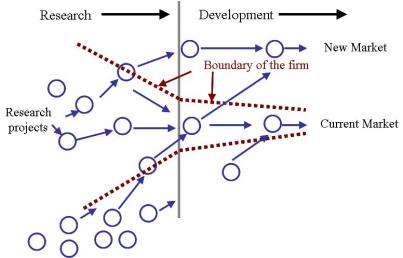 Research
Development
New Market
Boundary of the firm
Research
projects
Current Market